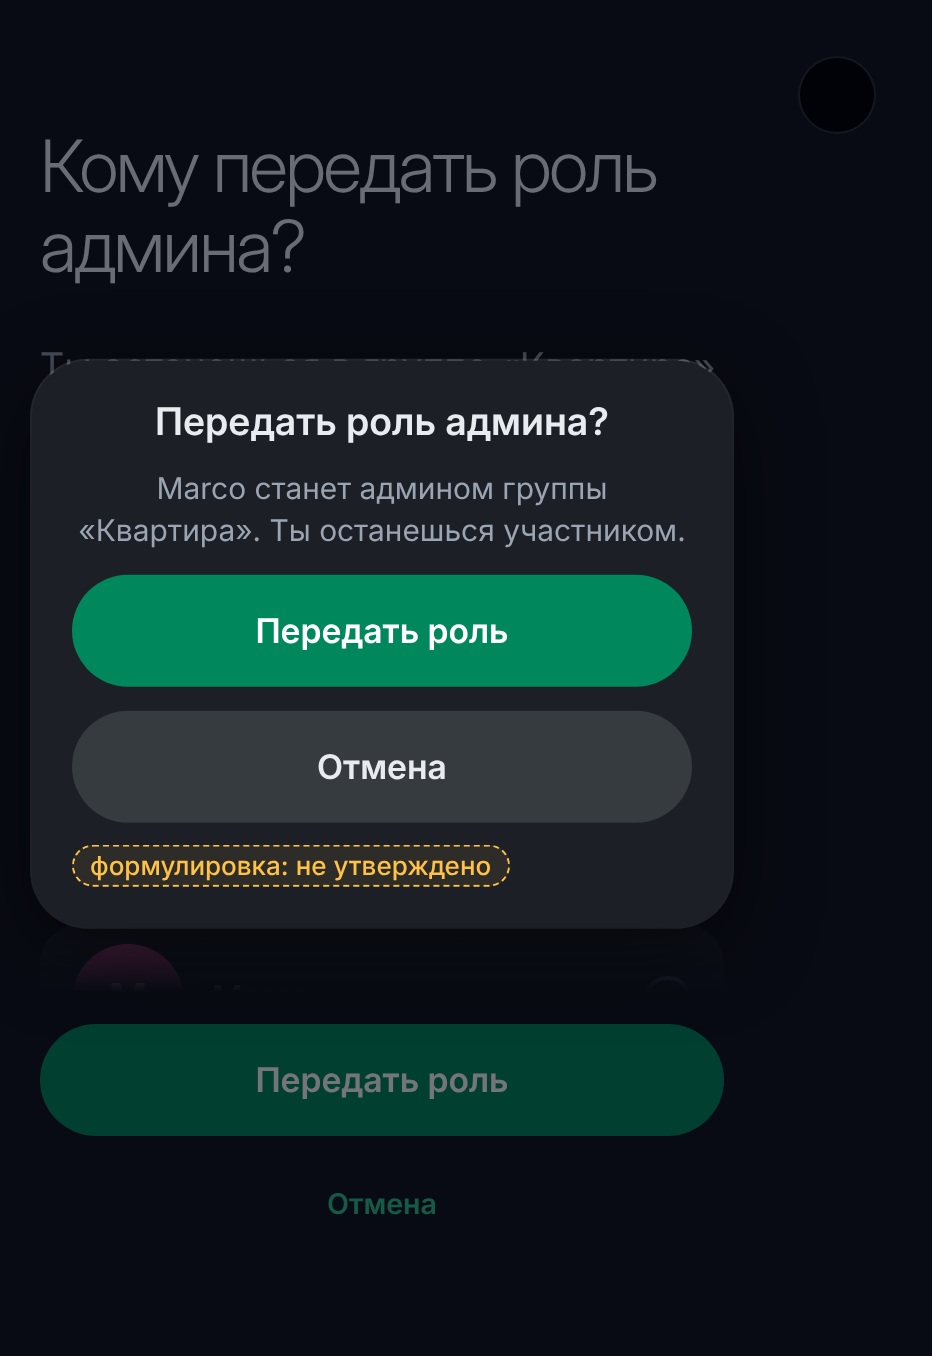 Кому передать роль
админа?
Передать роль админа?
Marco станет админом группы
«Квартира». Ты останешься участником.
Передать роль
Отмена
формулировка: не утверждено
Передать роль
Отмена